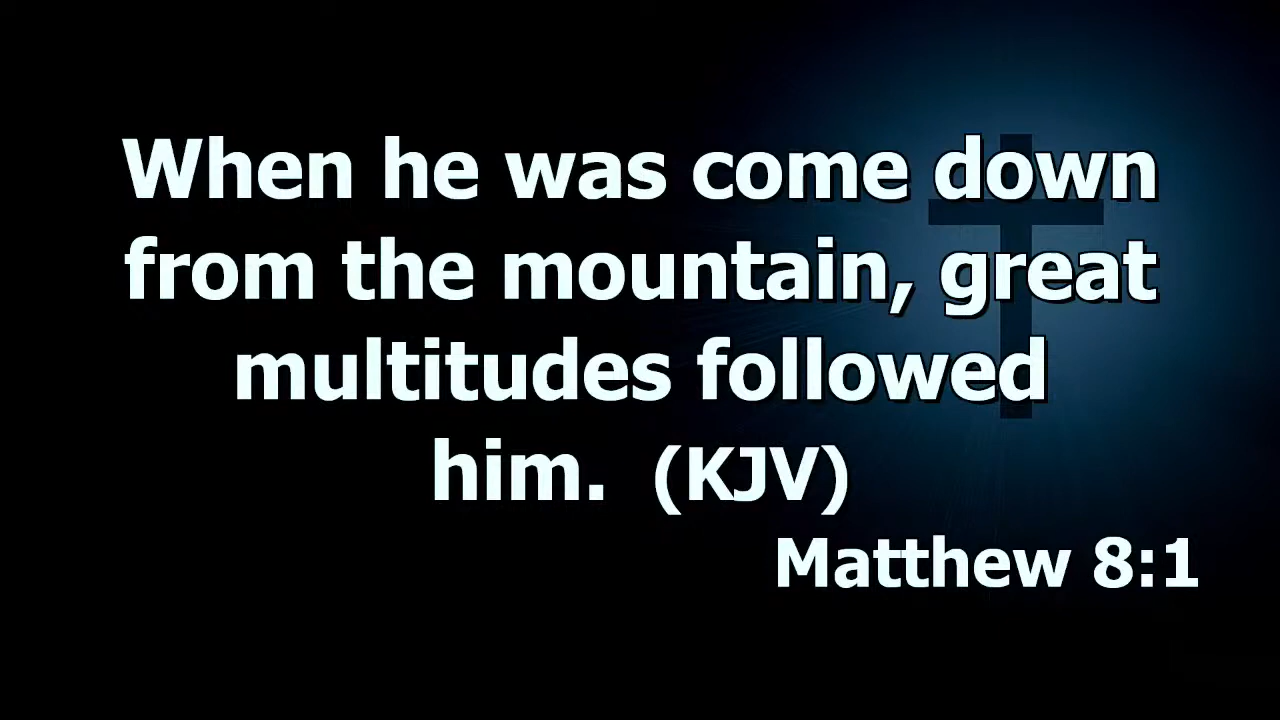 When he was come down
from the mountain, great
multitudes followed
him.  (KJV)
Matthew 8:1